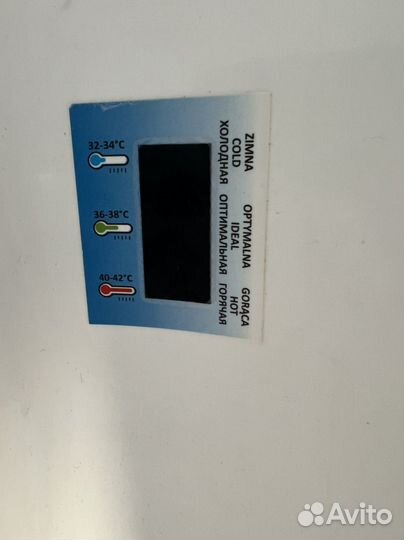 32-34°C
36-38°C
40-42°C
ZIMNA
COLD
ХОЛОДНАЯ
OPTYMALNA
IDEAL
ОПТИМАЛЬНАЯ
GORĄCA
HOT
ГОРЯЧАЯ
Avito